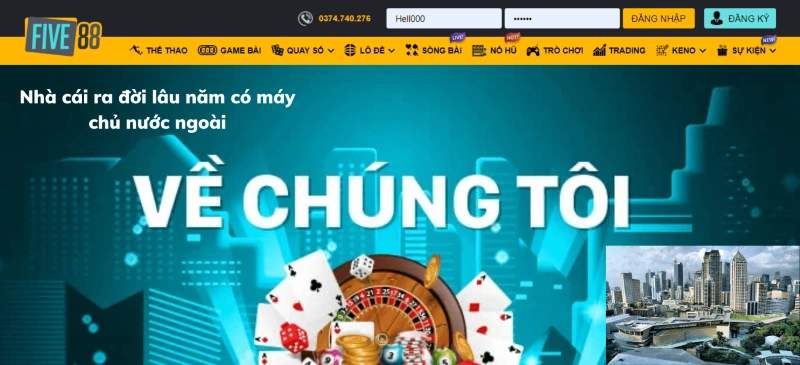 FIVE 88
0374.740.276
Hell000
••••••
ĐĂNG NHẬP
ĐĂNG KÝ
THỂ THAO
GAME BÀI
QUAY SỐ
LÔ ĐỀ
LIVE!
SÒNG BÀI
HOT!
NỔ HŨ
TRÒ CHƠI
TRADING
KENO
NEW!
SỰ KIỆN
Nhà cái ra đời lâu năm có máy
chủ nước ngoài
VỀ CHÚNG TÔI